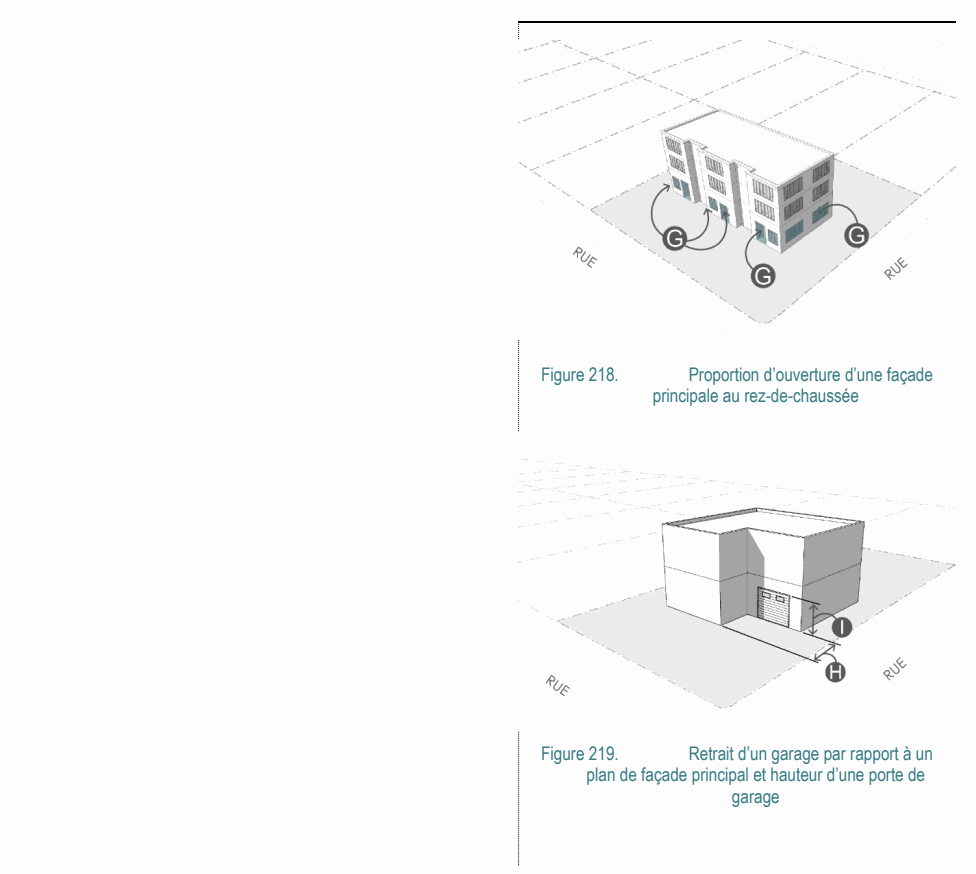 G
G
G
RUE
RUE
Figure 218. Proportion d’ouverture d’une façade
principale au rez-de-chaussée
I
H
RUE
RUE
Figure 219. Retrait d’un garage par rapport à un
plan de façade principal et hauteur d’une porte de
garage